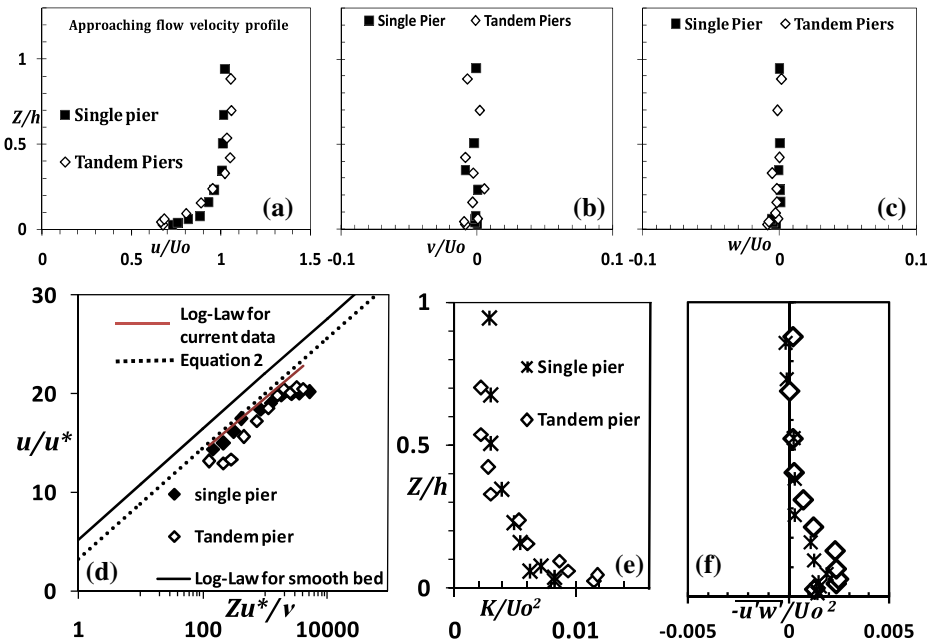 Approaching flow velocity profile
1
Z/h
0.5
0
Single pier
Tandem Piers
(a)
0 0.5 1 1.5
u/Uo
Single Pier Tandem Piers
(b)
-0.1 0 0.1
v/Uo
Single Pier Tandem Piers
(c)
-0.1 0 0.1
w/Uo
30
20
u/u*
10
0
Log-Law for
current data
Equation 2
single pier
Tandem pier
Log-Law for smooth bed
(d)
Zu*/v
1 100 10000
1
0.5
Z/h
0
Single pier
Tandem pier
(e)
K/Uo²
0 0.01
(f)
-u'w'/Uo²
-0.005 0 0.005